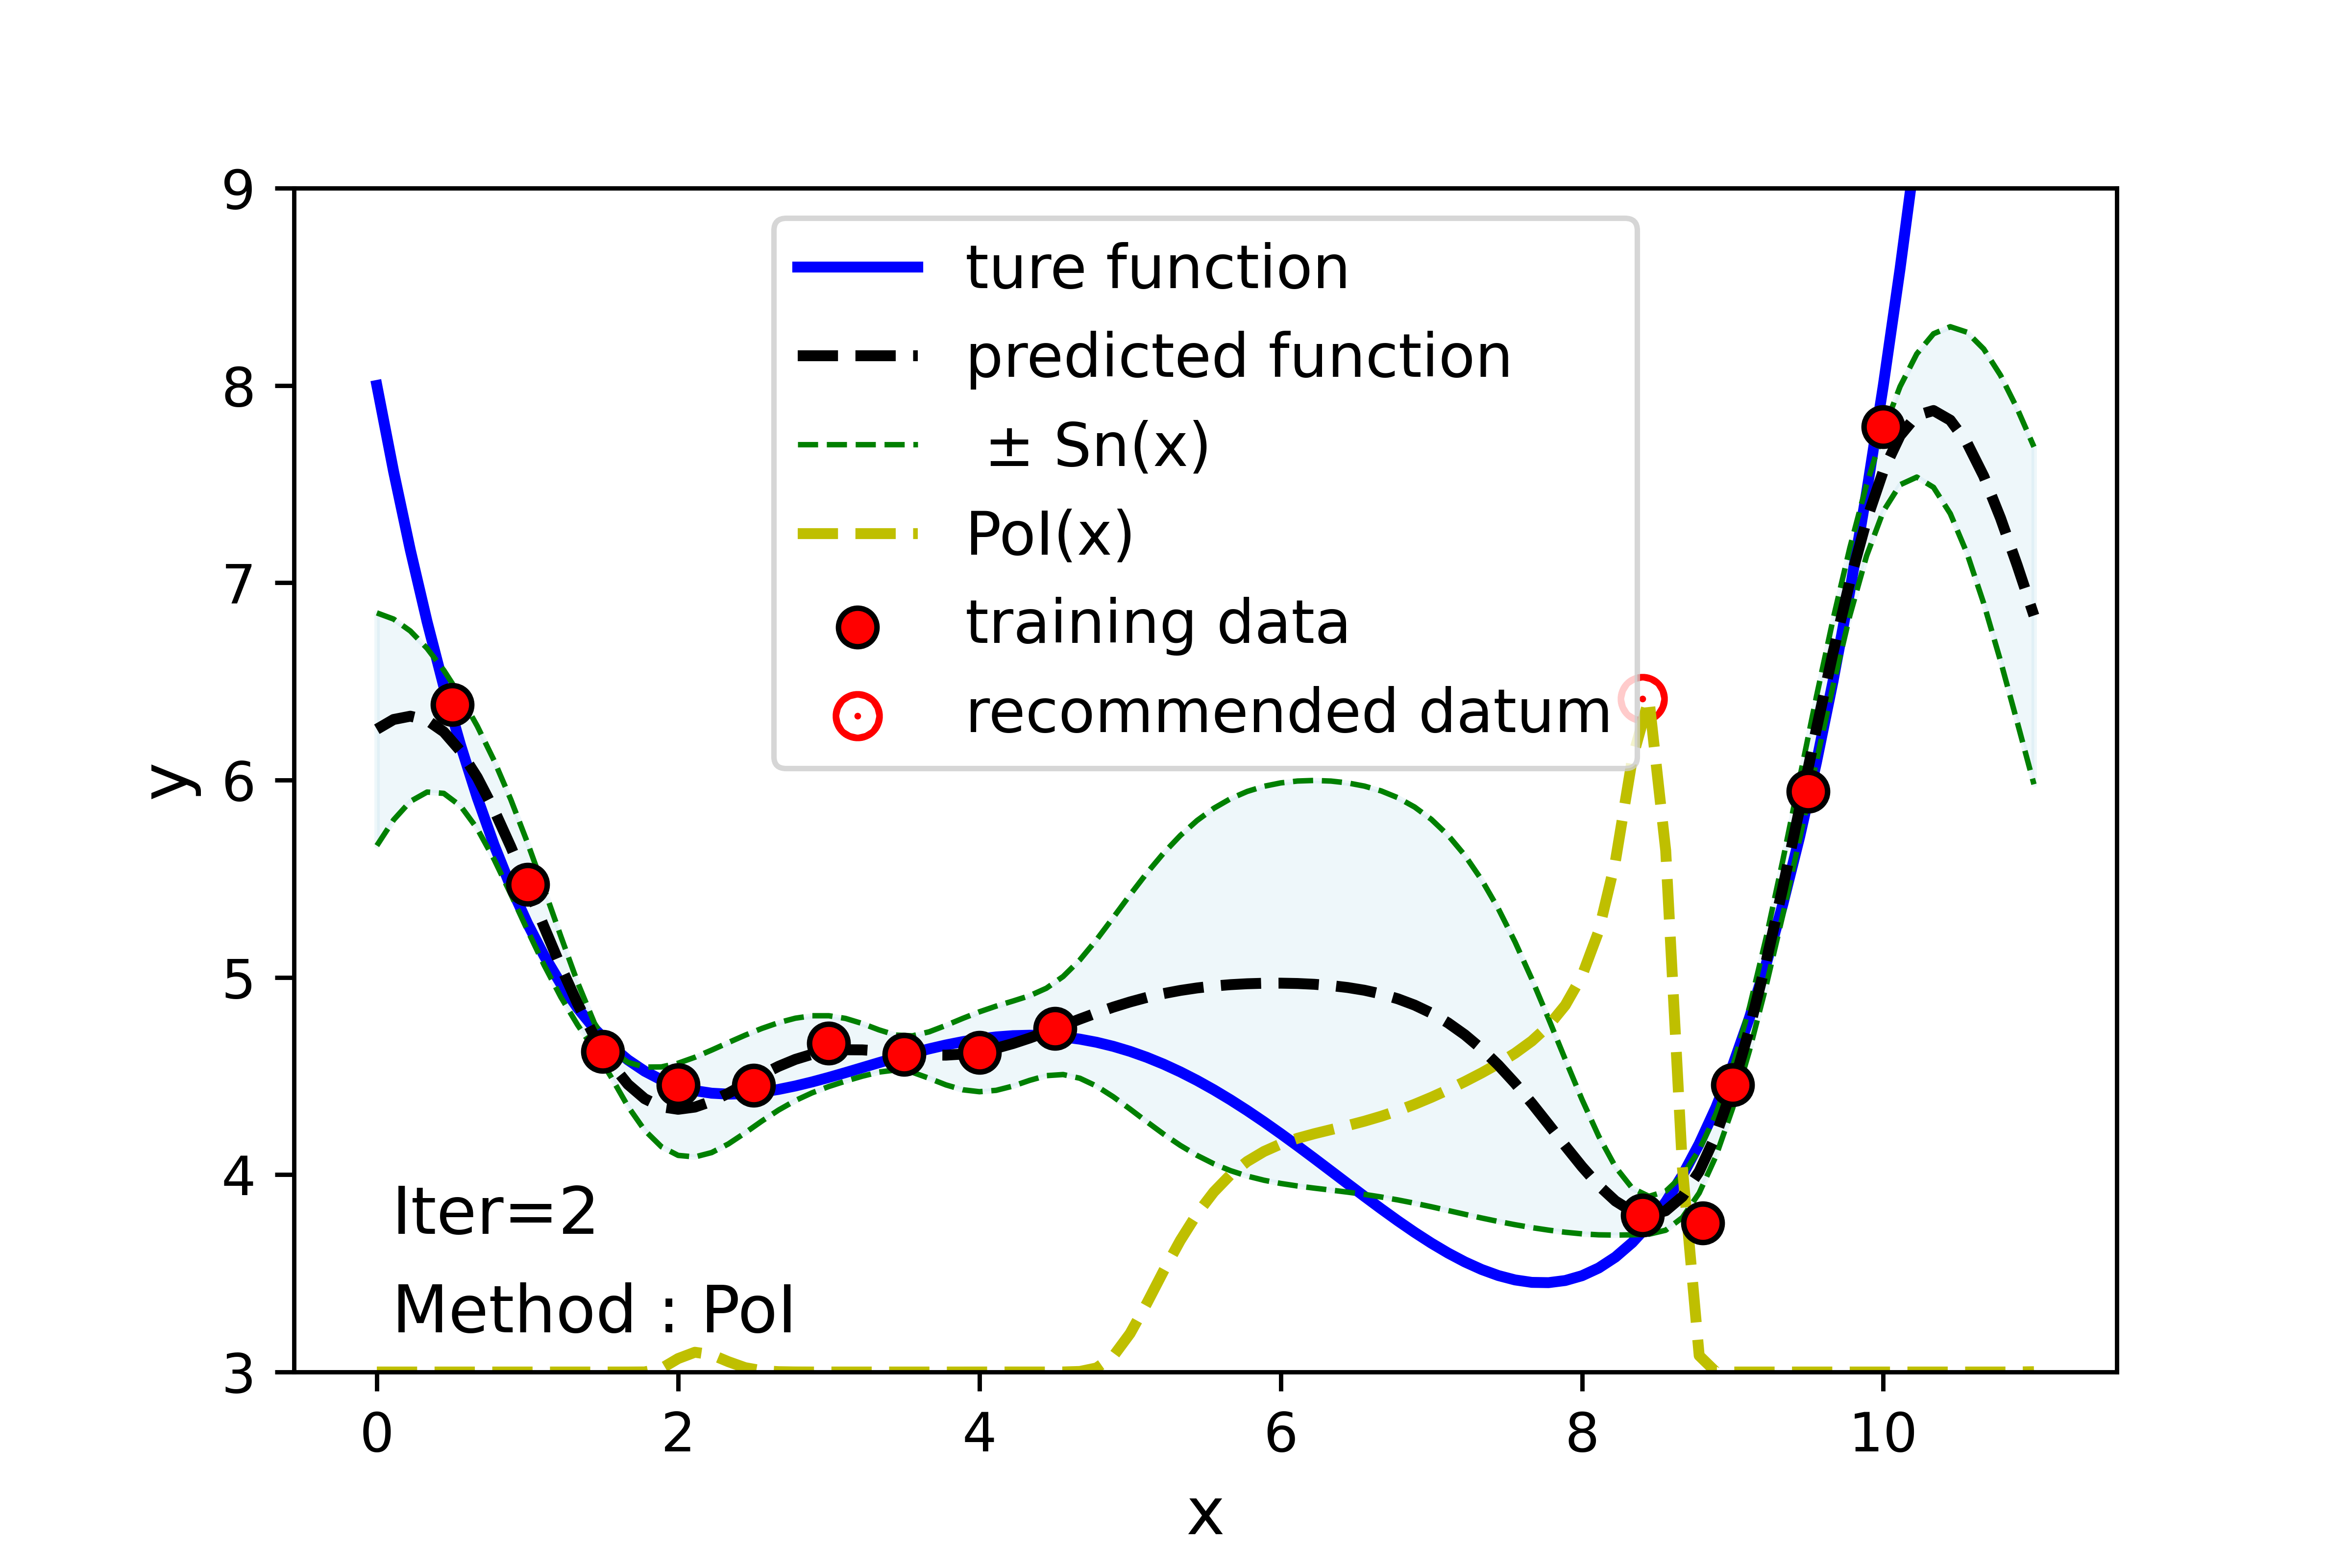 9
8
7
6
5
4
3
y
ture function
predicted function
± Sn(x)
PoI(x)
training data
recommended datum
Iter=2
Method : PoI
0 2 4 6 8 10
x